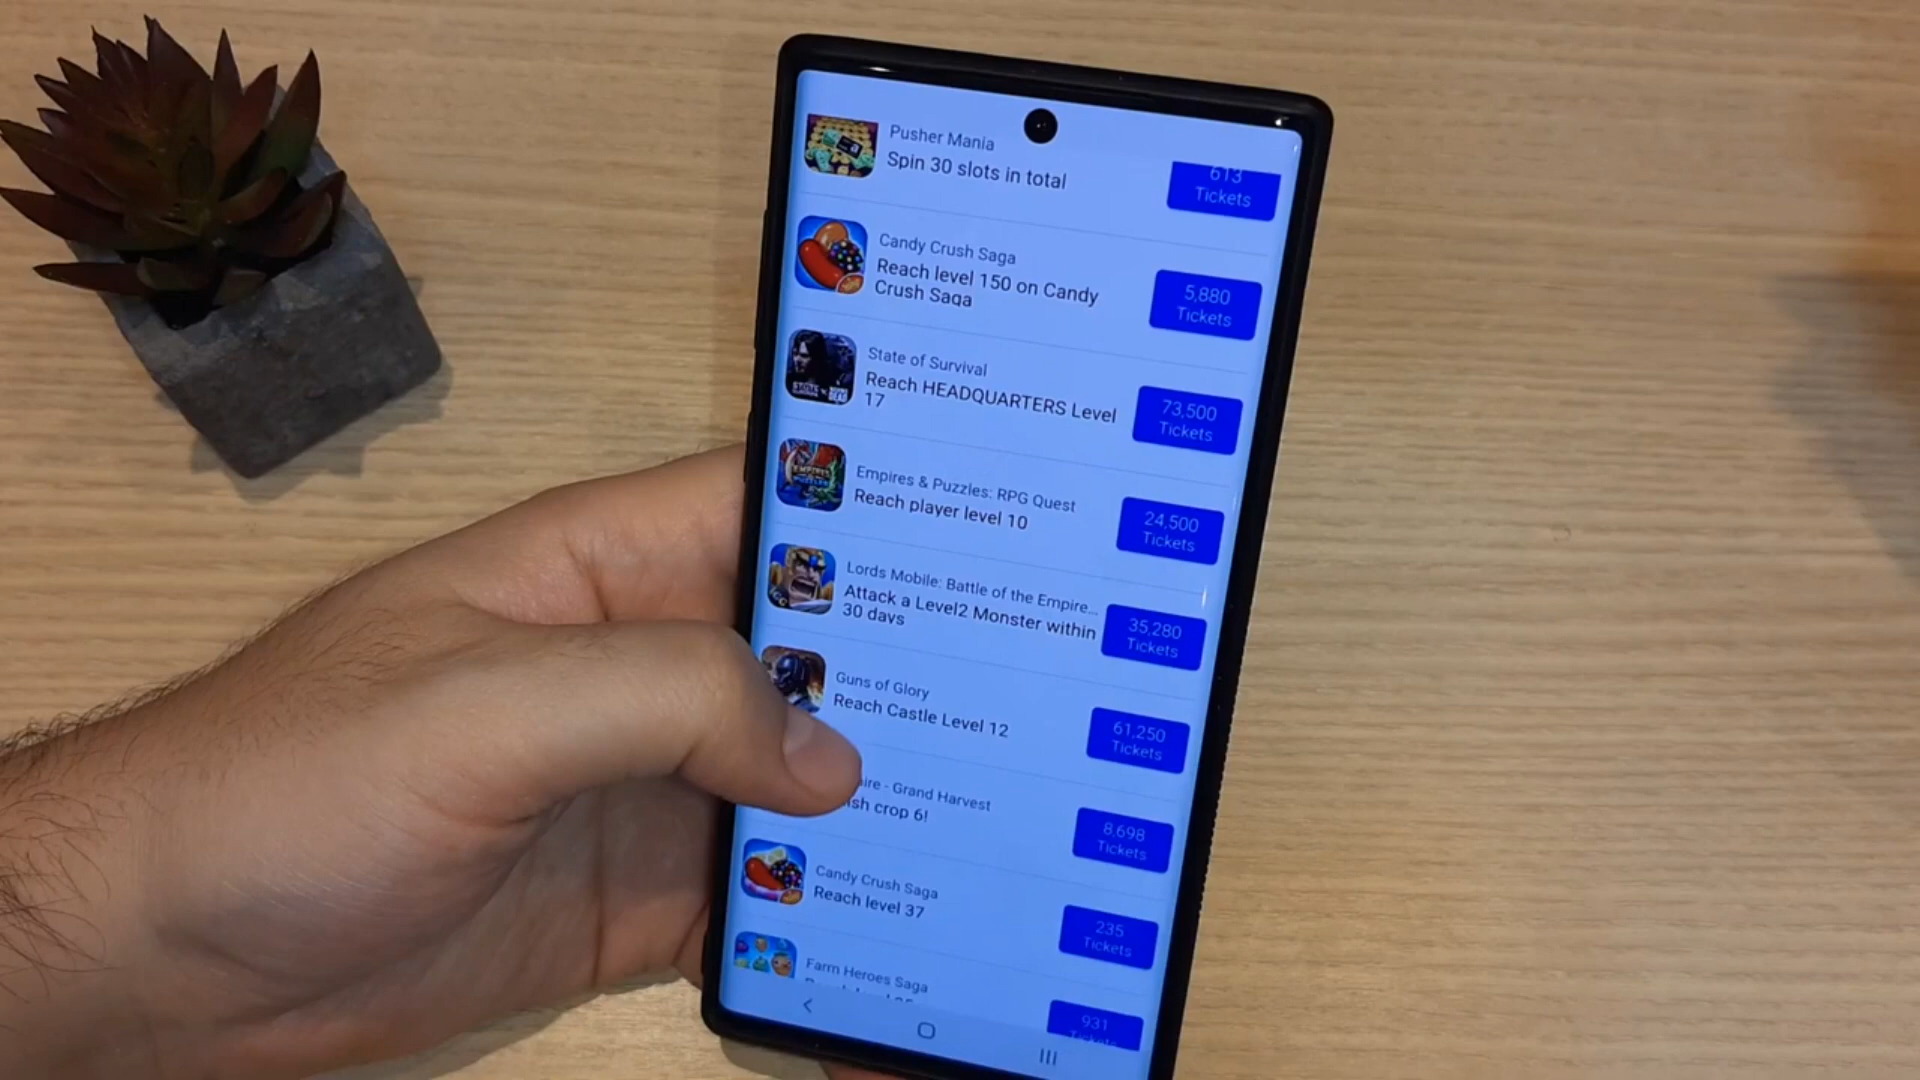 Pusher Mania
Spin 30 slots in total
613
Tickets
Candy Crush Saga
Reach level 150 on Candy
Crush Saga
5,880
Tickets
State of Survival
Reach HEADQUARTERS Level
17
73,500
Tickets
Empires & Puzzles: RPG Quest
Reach player level 10
24,500
Tickets
Lords Mobile: Battle of the Empire...
Attack a Level2 Monster within
30 days
35,280
Tickets
Guns of Glory
Reach Castle Level 12
61,250
Tickets
- Grand Harvest
crop 6!
8,698
Tickets
Candy Crush Saga
Reach level 37
235
Tickets
Farm Heroes Saga
931
Tickets